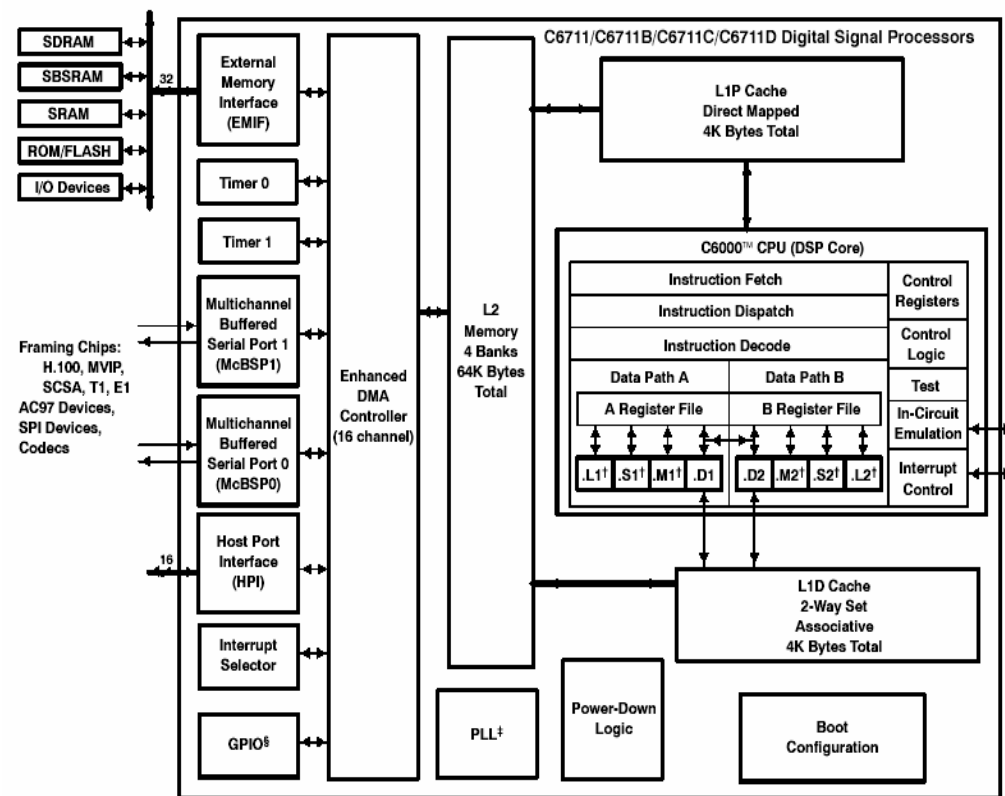 C6711/C6711B/C6711C/C6711D Digital Signal Processors
SDRAM
SBSRAM
SRAM
ROM/FLASH
I/O Devices
32
External
Memory
Interface
(EMIF)
Timer 0
Timer 1
Framing Chips:
H.100, MVIP,
SCSA, T1, E1
AC97 Devices,
SPI Devices,
Codecs
Multichannel
Buffered
Serial Port 1
(McBSP1)
Multichannel
Buffered
Serial Port 0
(McBSP0)
16
Host Port
Interface
(HPI)
Interrupt
Selector
GPIO§
Enhanced
DMA
Controller
(16 channel)
L2
Memory
4 Banks
64K Bytes
Total
PLL‡
Power-Down
Logic
Boot
Configuration
L1P Cache
Direct Mapped
4K Bytes Total
C6000™ CPU (DSP Core)
Instruction Fetch
Instruction Dispatch
Instruction Decode
Data Path A
Data Path B
A Register File
B Register File
.L1† .S1† .M1† .D1
.D2 .M2† .S2† .L2†
Control
Registers
Control
Logic
Test
In-Circuit
Emulation
Interrupt
Control
L1D Cache
2-Way Set
Associative
4K Bytes Total